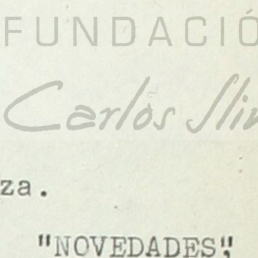 FUNDACIÓ
Carlos Sli
za.
"NOVEDADES",